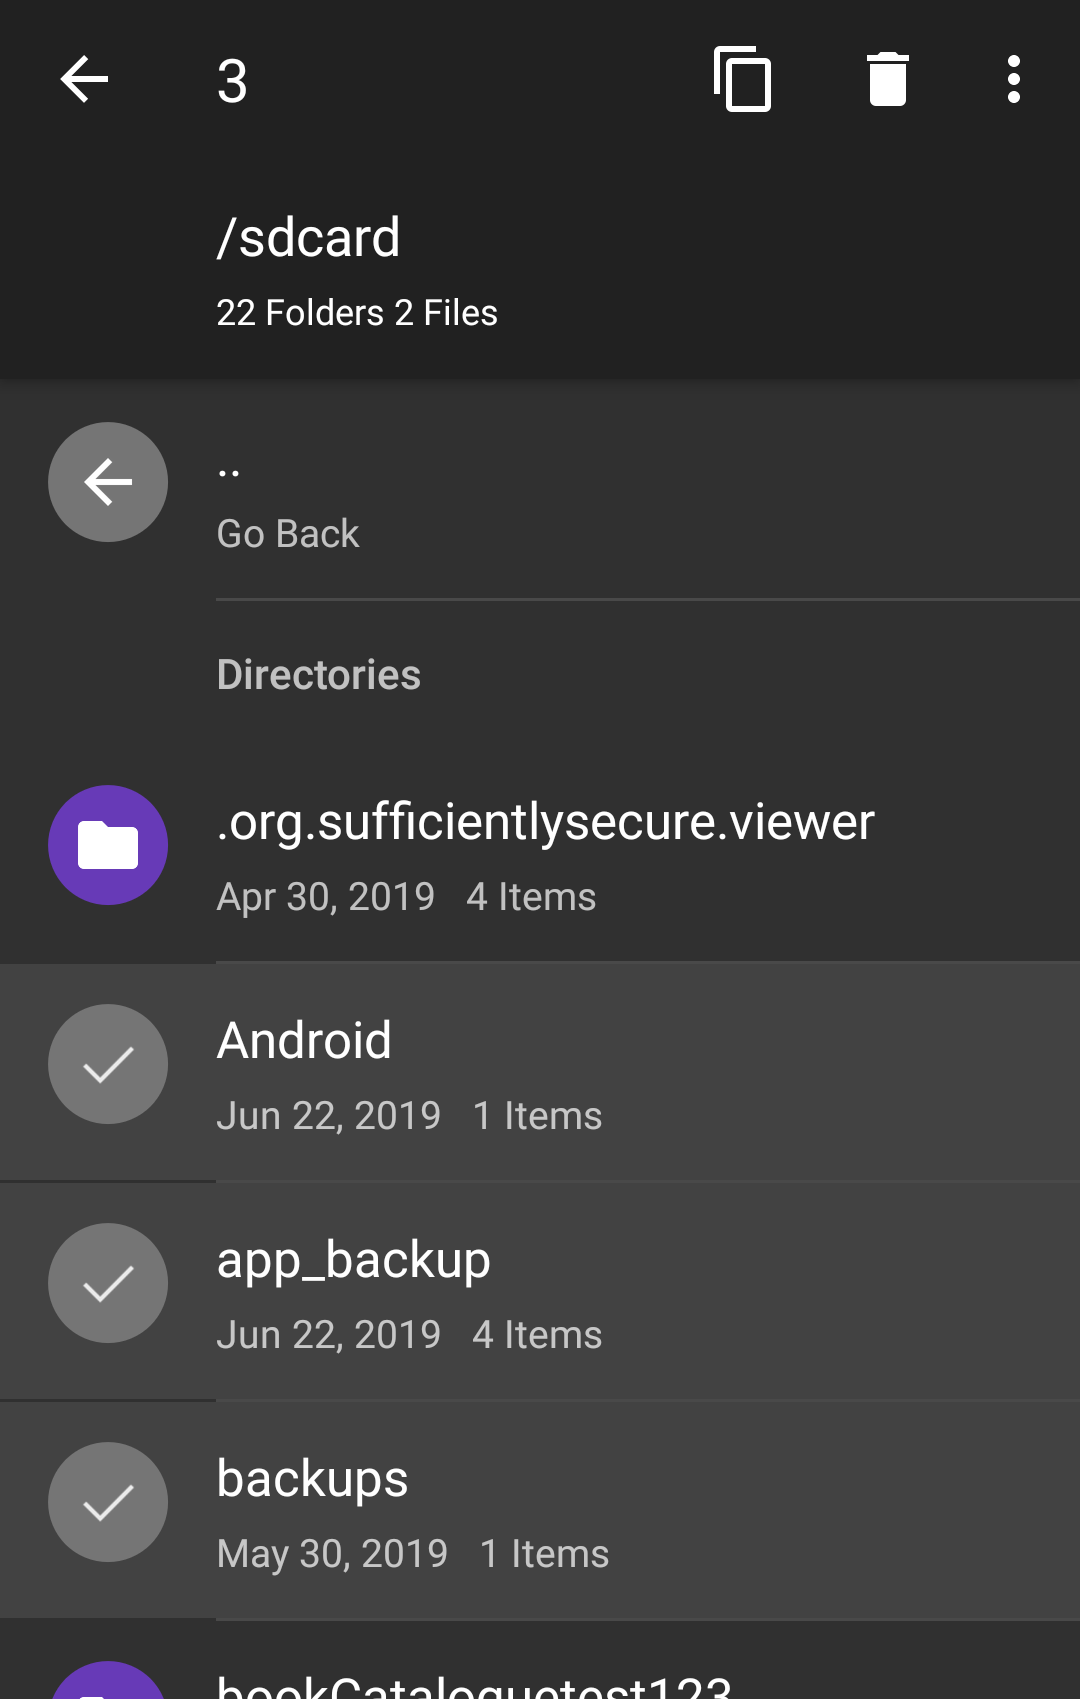 3
/sdcard
22 Folders 2 Files
..
Go Back
Directories
.org.sufficientlysecure.viewer
Apr 30, 2019 4 Items
Android
Jun 22, 2019 1 Items
app_backup
Jun 22, 2019 4 Items
backups
May 30, 2019 1 Items
bookCataloguetest123